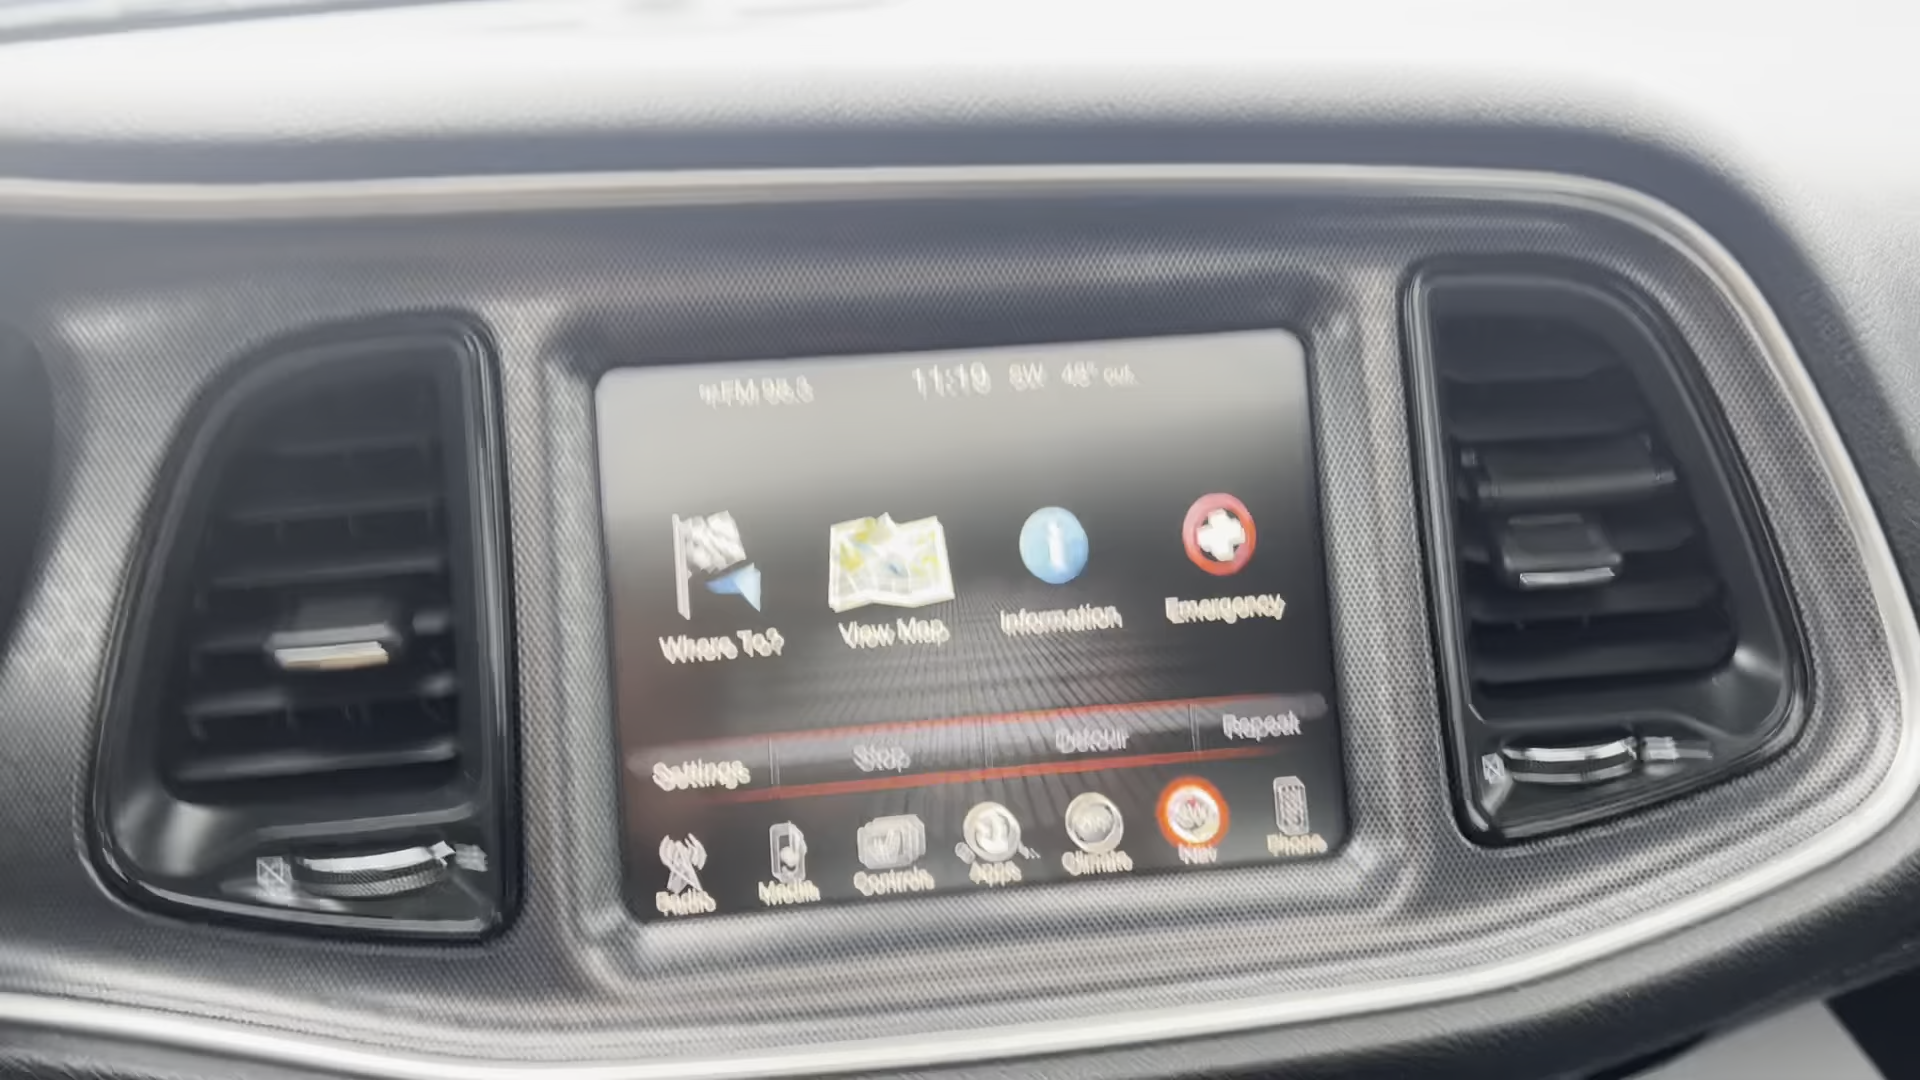 FM 98.3 11:19 SW 48° out.
Where To? View Map Information Emergency
Settings Stop Detour Repeat
Radio Media Controls Apps Climate Nav Phone